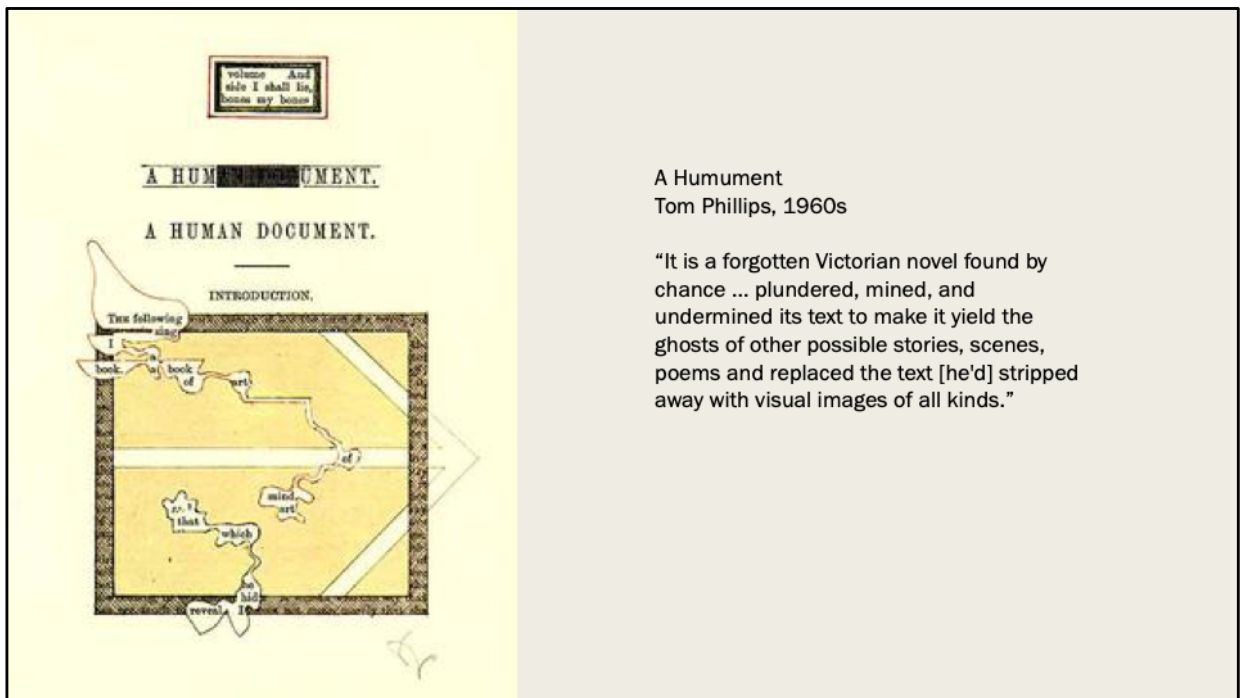 volume And
side I shall lie,
bones my bones
A HUM UMENT.
A HUMAN DOCUMENT.
INTRODUCTION.
THE following
sing
I
a
book.
a
book
of
art
of
mind
art
that
which
he
hid
reveal I
A Humument
Tom Phillips, 1960s
“It is a forgotten Victorian novel found by
chance ... plundered, mined, and
undermined its text to make it yield the
ghosts of other possible stories, scenes,
poems and replaced the text [he'd] stripped
away with visual images of all kinds.”